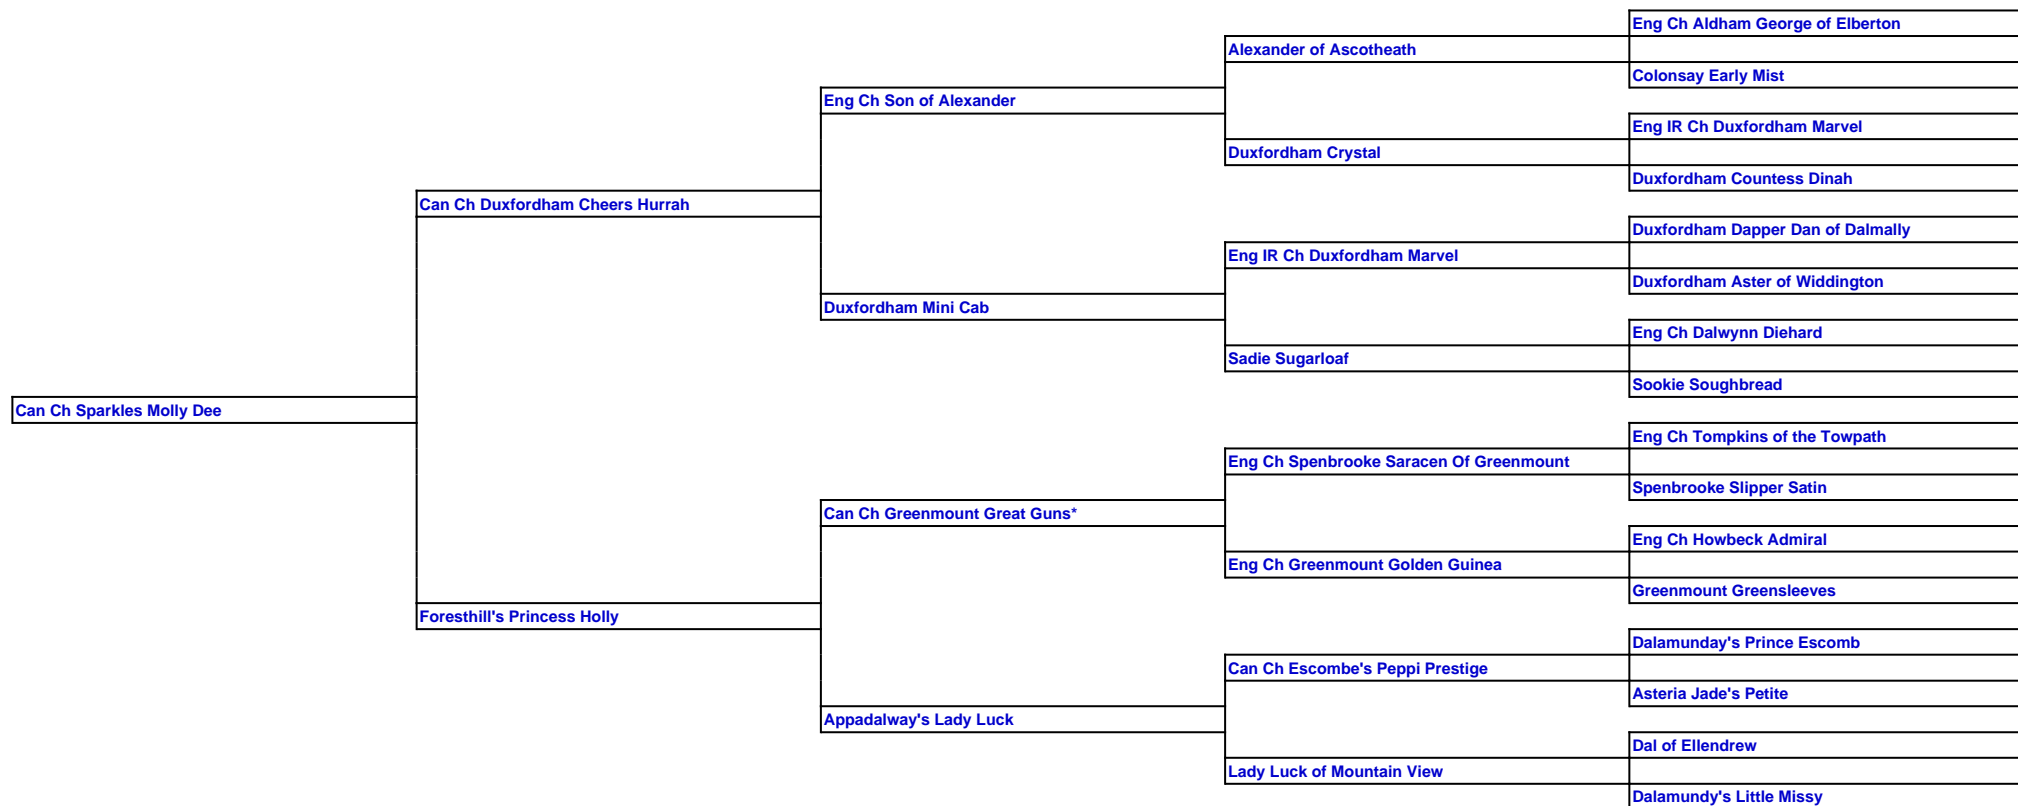 Eng Ch Aldham George of Elberton
Alexander of Ascotheath
Colonsay Early Mist
Eng Ch Son of Alexander
Eng IR Ch Duxfordham Marvel
Duxfordham Crystal
Duxfordham Countess Dinah
Can Ch Duxfordham Cheers Hurrah
Duxfordham Dapper Dan of Dalmally
Eng IR Ch Duxfordham Marvel
Duxfordham Aster of Widdington
Duxfordham Mini Cab
Eng Ch Dalwynn Diehard
Sadie Sugarloaf
Sookie Soughbread
Can Ch Sparkles Molly Dee
Eng Ch Tompkins of the Towpath
Eng Ch Spenbrooke Saracen Of Greenmount
Spenbrooke Slipper Satin
Can Ch Greenmount Great Guns*
Eng Ch Howbeck Admiral
Eng Ch Greenmount Golden Guinea
Greenmount Greensleeves
Foresthill's Princess Holly
Dalamunday's Prince Escomb
Can Ch Escombe's Peppi Prestige
Asteria Jade's Petite
Appadalway's Lady Luck
Dal of Ellendrew
Lady Luck of Mountain View
Dalamundy's Little Missy